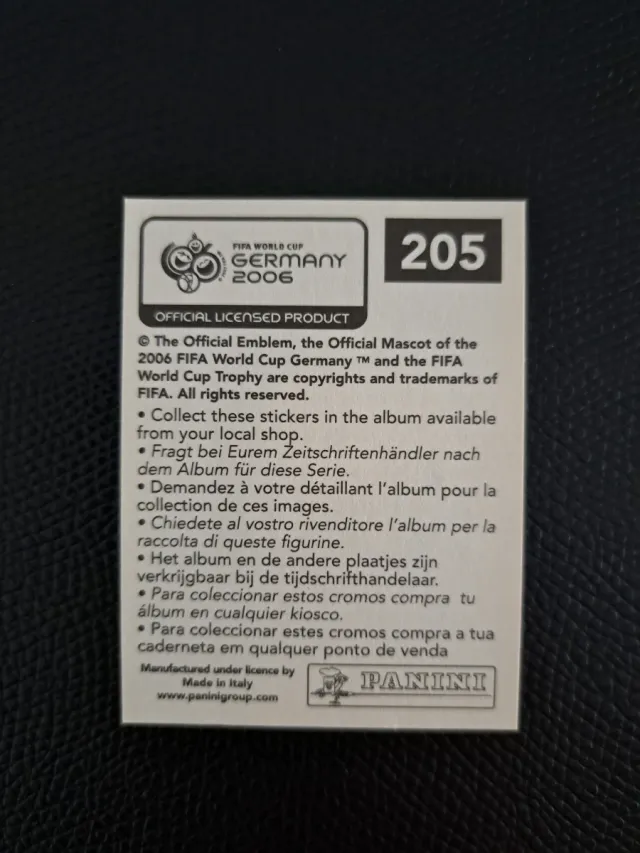 FIFA WORLD CUP
GERMANY
2006
OFFICIAL LICENSED PRODUCT
205
© The Official Emblem, the Official Mascot of the
2006 FIFA World Cup Germany ™ and the FIFA
World Cup Trophy are copyrights and trademarks of
FIFA. All rights reserved.
• Collect these stickers in the album available
from your local shop.
• Fragt bei Eurem Zeitschriftenhändler nach
dem Album für diese Serie.
• Demandez à votre détaillant l'album pour la
collection de ces images.
• Chiedete al vostro rivenditore l'album per la
raccolta di queste figurine.
• Het album en de andere plaatjes zijn
verkrijgbaar bij de tijdschrifthandelaar.
• Para coleccionar estos cromos compra tu
álbum en cualquier kiosco.
• Para coleccionar estes cromos compra a tua
caderneta em qualquer ponto de venda
Manufactured under licence by
Made in Italy
www.paninigroup.com
PANINI